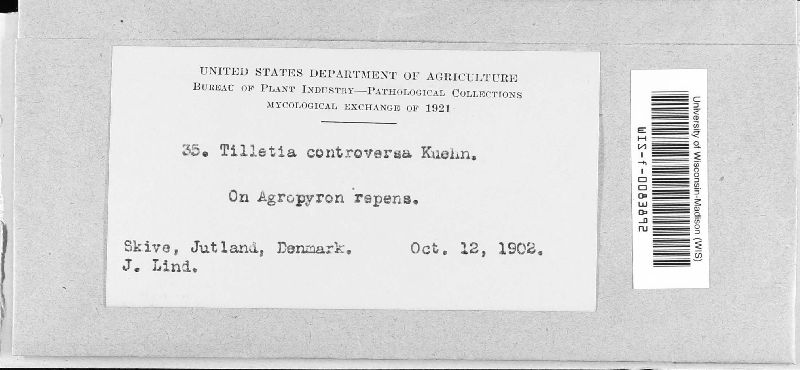 UNITED STATES DEPARTMENT OF AGRICULTURE
BUREAU OF PLANT INDUSTRY—PATHOLOGICAL COLLECTIONS
MYCOLOGICAL EXCHANGE OF 1921
35. Tilletia controversa Kuehn.
On Agropyron repens.
Skive, Jutland, Denmark. Oct. 12, 1902.
J. Lind.
University of Wisconsin-Madison (WIS)
WIS-f-0083892